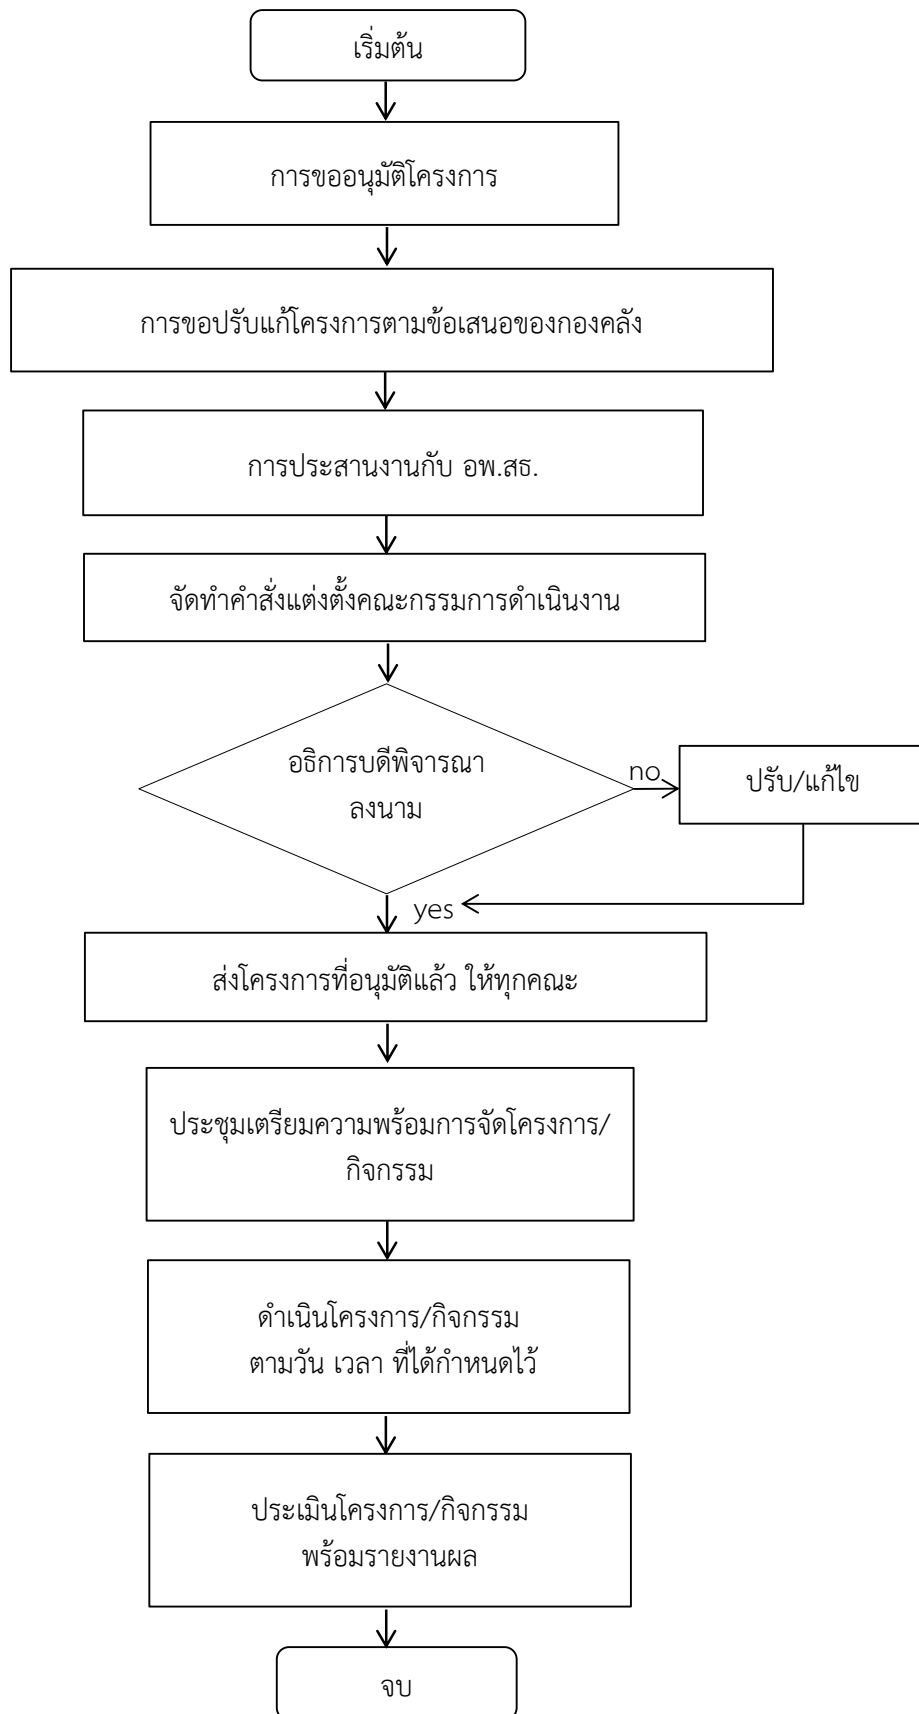 เริ่มต้น
การขออนุมัติโครงการ
การขอปรับแก้โครงการตามข้อเสนอของกองคลัง
การประสานงานกับ อพ.สธ.
จัดทำคำสั่งแต่งตั้งคณะกรรมการดำเนินงาน
อธิการบดีพิจารณา
ลงนาม
no
ปรับ/แก้ไข
yes
ส่งโครงการที่อนุมัติแล้ว ให้ทุกคณะ
ประชุมเตรียมความพร้อมการจัดโครงการ/
กิจกรรม
ดำเนินโครงการ/กิจกรรม
ตามวัน เวลา ที่ได้กำหนดไว้
ประเมินโครงการ/กิจกรรม
พร้อมรายงานผล
จบ